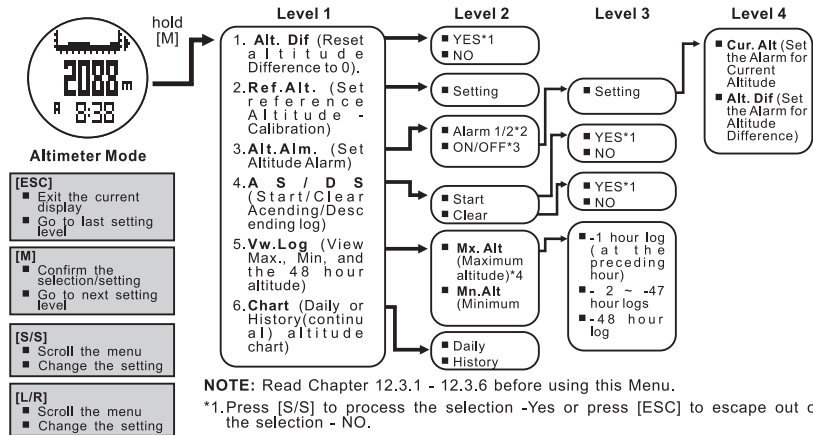 hold
[M]
2088 m
A 8:38
Altimeter Mode
[ESC]
■ Exit the current
display
■ Go to last setting
level
[M]
■ Confirm the
selection/setting
■ Go to next setting
level
[S/S]
■ Scroll the menu
■ Change the setting
[L/R]
■ Scroll the menu
■ Change the setting
Level 1
1. Alt. Dif (Reset
altitude
Difference to 0).
2.Ref.Alt. (Set
reference
Altitude -
Calibration)
3.Alt.Alm. (Set
Altitude Alarm)
4.A S / D S
(Start/Clear
Acending/Desc
ending log)
5.Vw.Log (View
Max., Min, and
the 48 hour
altitude)
6.Chart (Daily or
History(continu
al) altitude
chart)
Level 2
■ YES*1
■ NO
■ Setting
■ Alarm 1/2*2
■ ON/OFF*3
■ Start
■ Clear
■ Mx. Alt
(Maximum
altitude)*4
■ Mn.Alt
(Minimum
■ Daily
■ History
Level 3
■ Setting
■ YES*1
■ NO
■ YES*1
■ NO
■ -1 hour log
(at the
preceding
hour)
■ - 2 ~ -47
hour logs
■ -48 hour
log
Level 4
■ Cur. Alt (Set
the Alarm for
Current
Altitude
■ Alt. Dif (Set
the Alarm for
Altitude
Difference)
NOTE: Read Chapter 12.3.1 - 12.3.6 before using this Menu.
*1.Press [S/S] to process the selection -Yes or press [ESC] to escape out
the selection - NO.